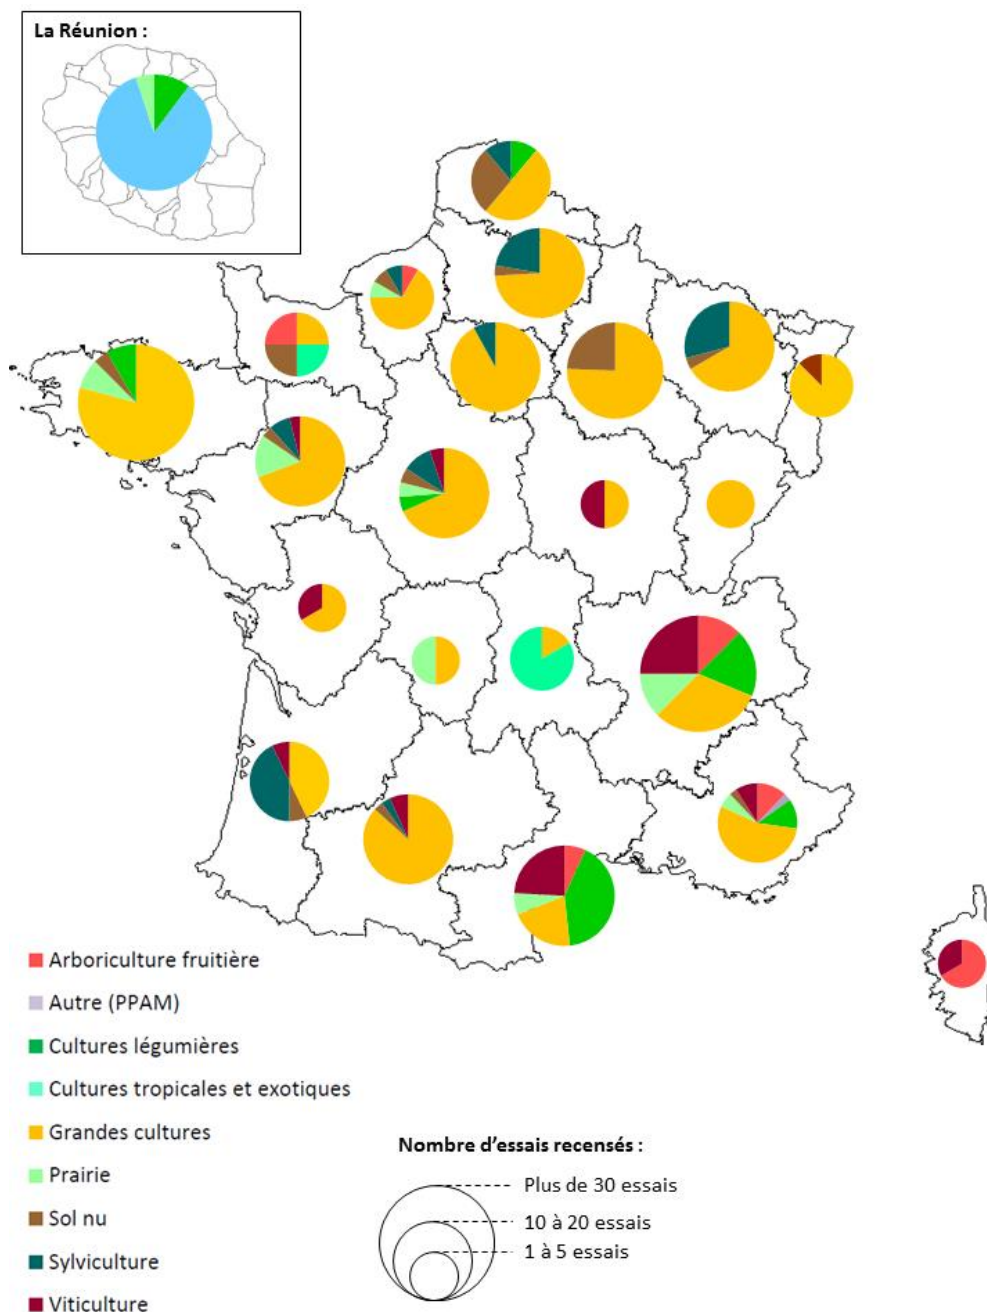 La Réunion :
Arboriculture fruitière
Autre (PPAM)
Cultures légumières
Cultures tropicales et exotiques
Grandes cultures
Prairie
Sol nu
Sylviculture
Viticulture
Nombre d'essais recensés :
Plus de 30 essais
10 à 20 essais
1 à 5 essais